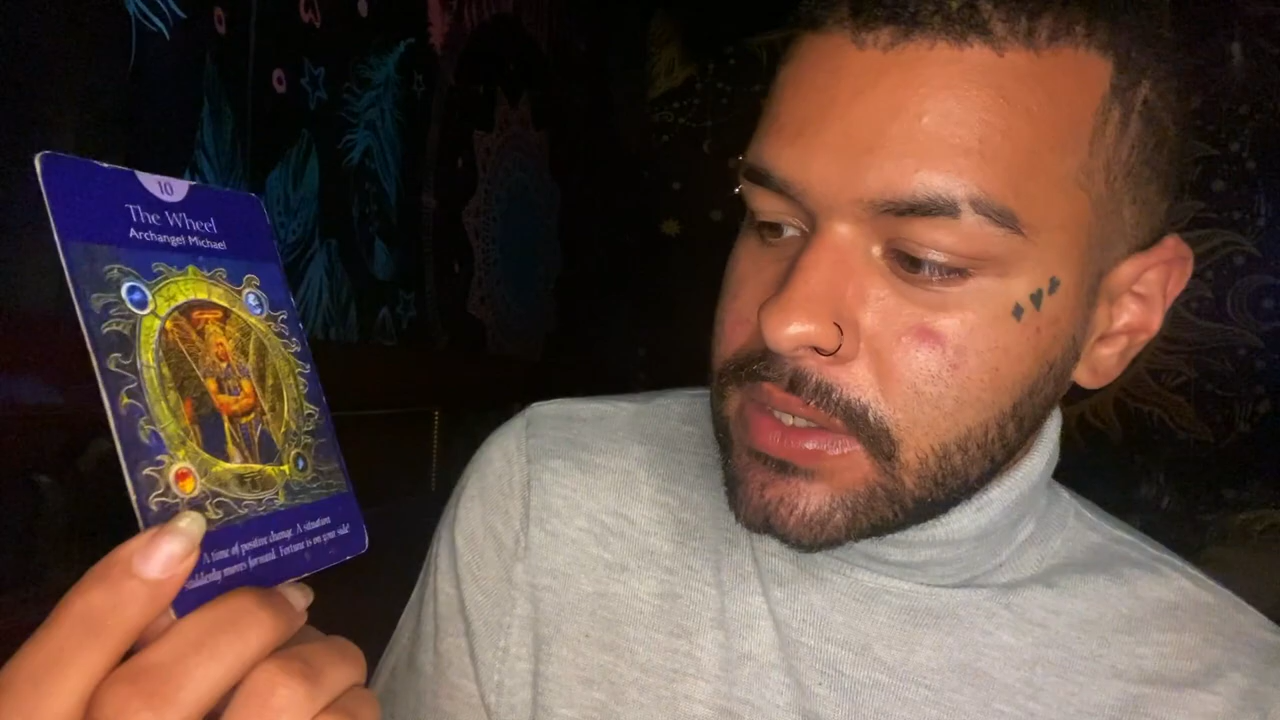 10
The Wheel
Archangel Michael
A time of positive change. A situation
suddenly moves forward. Fortune is on your side!